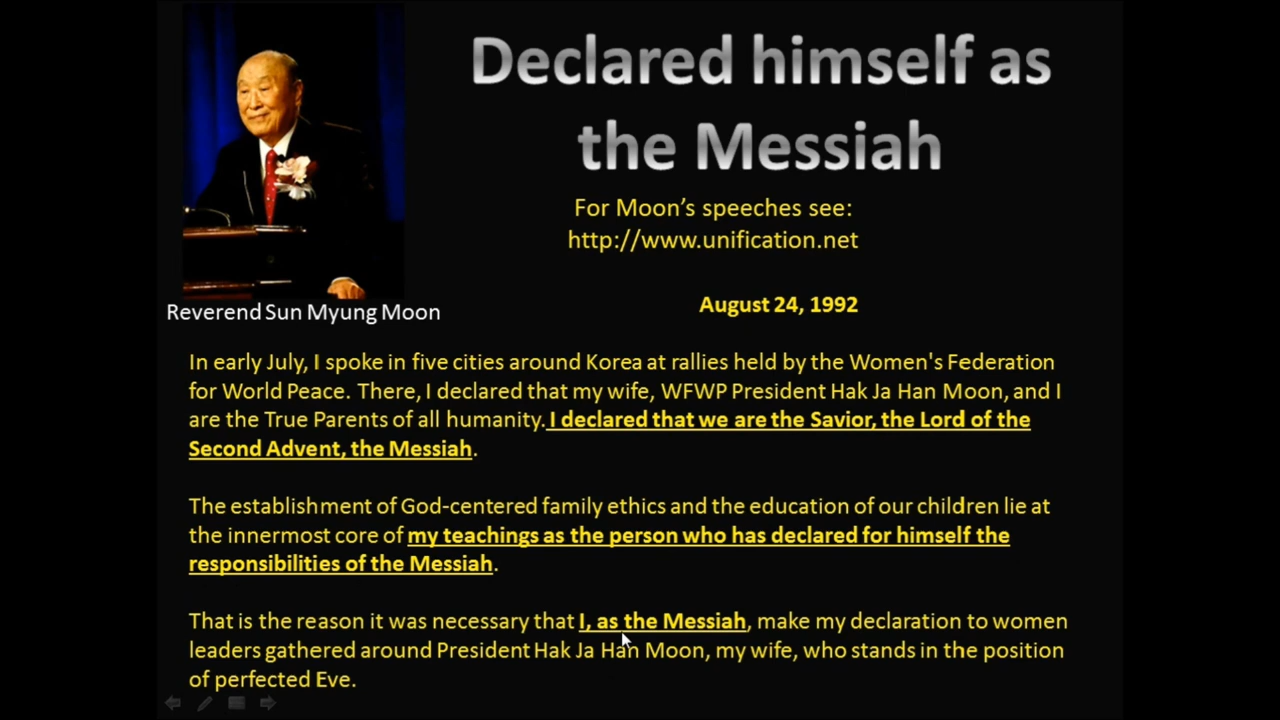 Declared himself as
the Messiah
For Moon's speeches see:
http://www.unification.net
Reverend Sun Myung Moon
August 24, 1992
In early July, I spoke in five cities around Korea at rallies held by the Women's Federation
for World Peace. There, I declared that my wife, WFWP President Hak Ja Han Moon, and I
are the True Parents of all humanity. I declared that we are the Savior, the Lord of the
Second Advent, the Messiah.
The establishment of God-centered family ethics and the education of our children lie at
the innermost core of my teachings as the person who has declared for himself the
responsibilities of the Messiah.
That is the reason it was necessary that I, as the Messiah, make my declaration to women
leaders gathered around President Hak Ja Han Moon, my wife, who stands in the position
of perfected Eve.